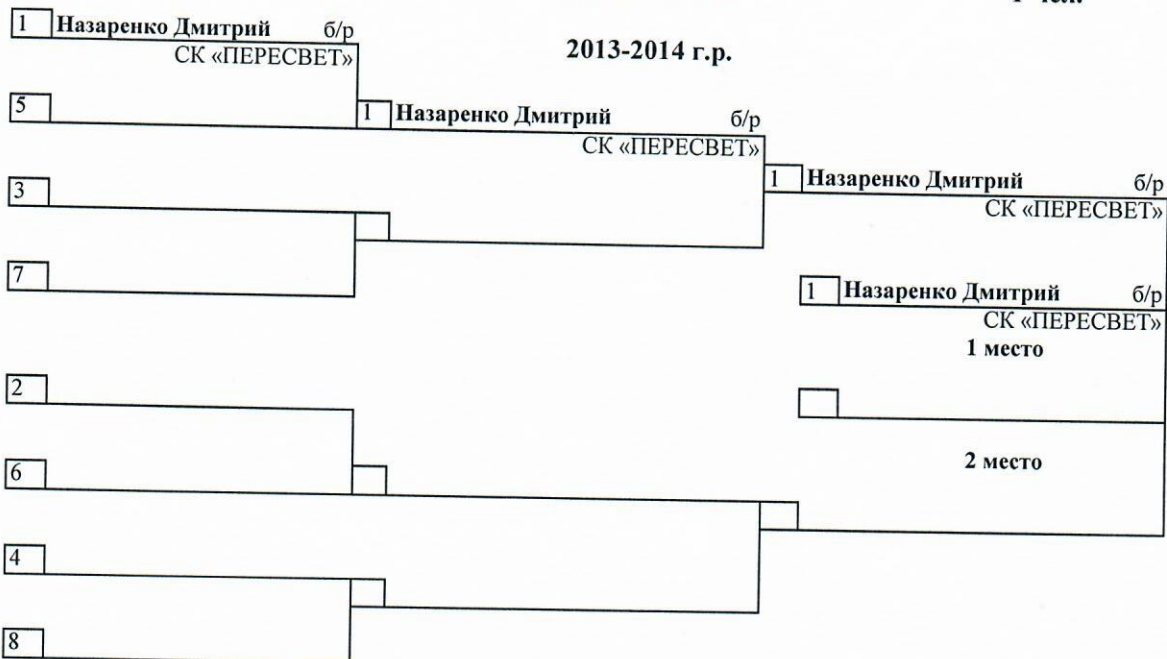 1 Назаренко Дмитрий б/р
СК «ПЕРЕСВЕТ»
2013-2014 г.р.
5
1 Назаренко Дмитрий б/р
СК «ПЕРЕСВЕТ»
1 Назаренко Дмитрий б/р
СК «ПЕРЕСВЕТ»
3
7
1 Назаренко Дмитрий б/р
СК «ПЕРЕСВЕТ»
1 место
2
2 место
6
4
8